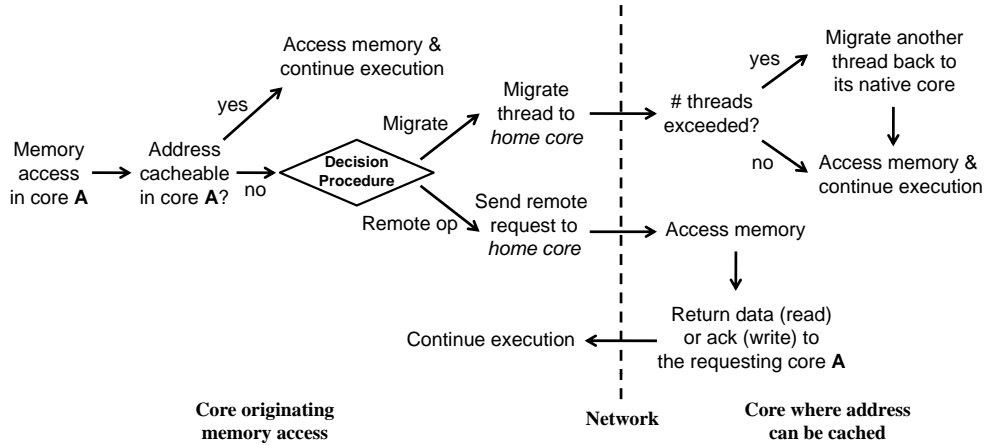 Access memory &
continue execution
yes
Memory
access
in core A
Address
cacheable
in core A?
no
Decision
Procedure
Migrate
Remote op
Migrate
thread to
home core
Send remote
request to
home core
# threads
exceeded?
yes
no
Migrate another
thread back to
its native core
Access memory &
continue execution
Access memory
Return data (read)
or ack (write) to
the requesting core A
Continue execution
Core originating
memory access
Network
Core where address
can be cached